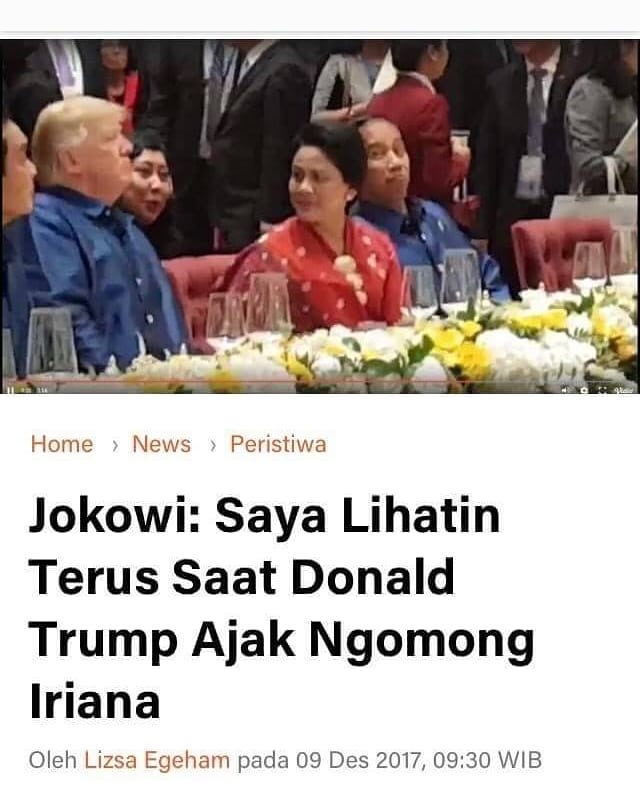 Home › News › Peristiwa
Jokowi: Saya Lihatin
Terus Saat Donald
Trump Ajak Ngomong
Iriana
Oleh Lizsa Egeham pada 09 Des 2017, 09:30 WIB